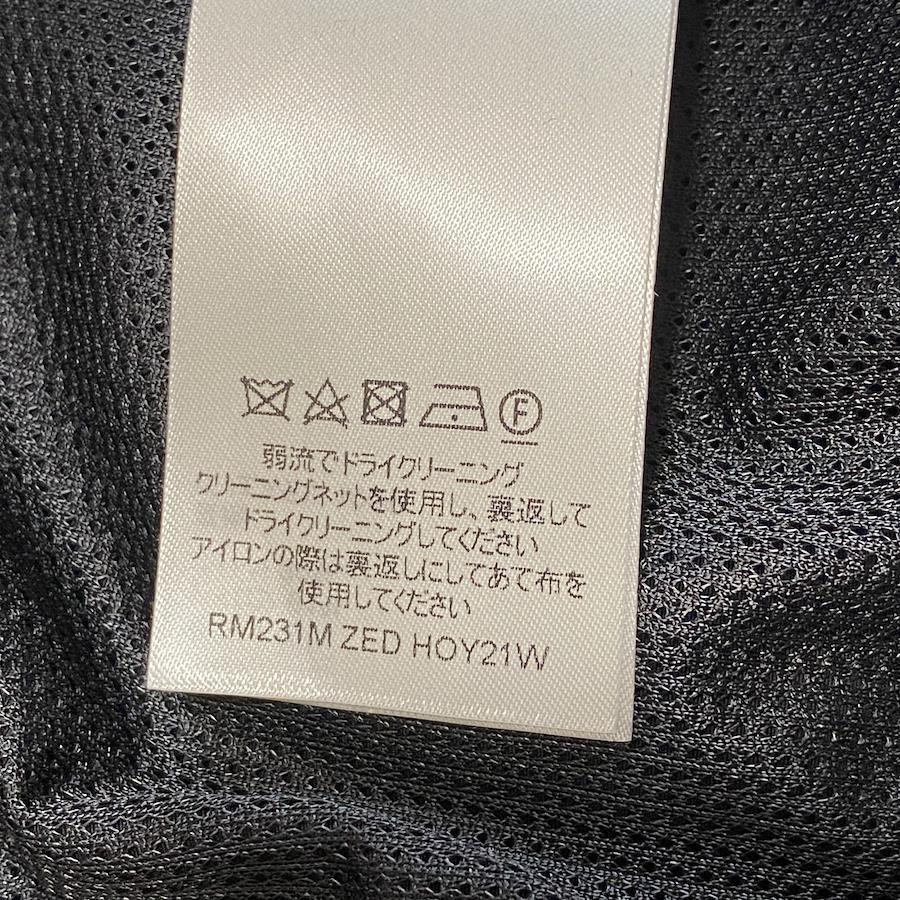 F
弱流でドライクリーニング
クリーニングネットを使用し、裏返して
ドライクリーニングしてください
アイロンの際は裏返しにしてあて布を
使用してください
RM231M ZED HOY21W